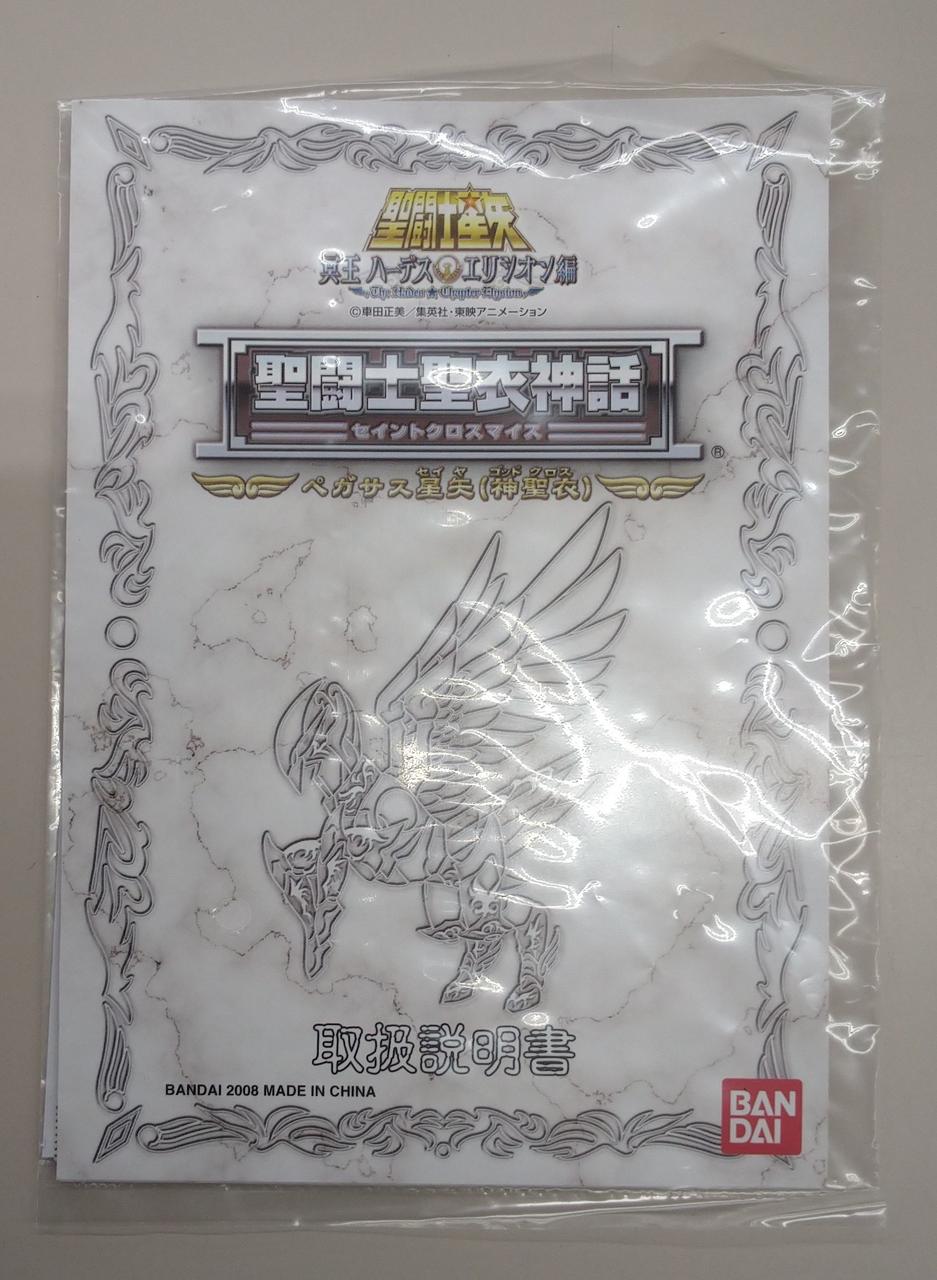 聖闘士星矢
冥王 ハーデス エリシオン編
The Hades ★ Chapter Elysion
©車田正美／集英社・東映アニメーション
聖闘士聖衣神話
セイントクロスマイス
®
セイヤ ゴッドクロス
ペガサス星矢(神聖衣)
取扱説明書
BANDAI 2008 MADE IN CHINA
BAN
DAI